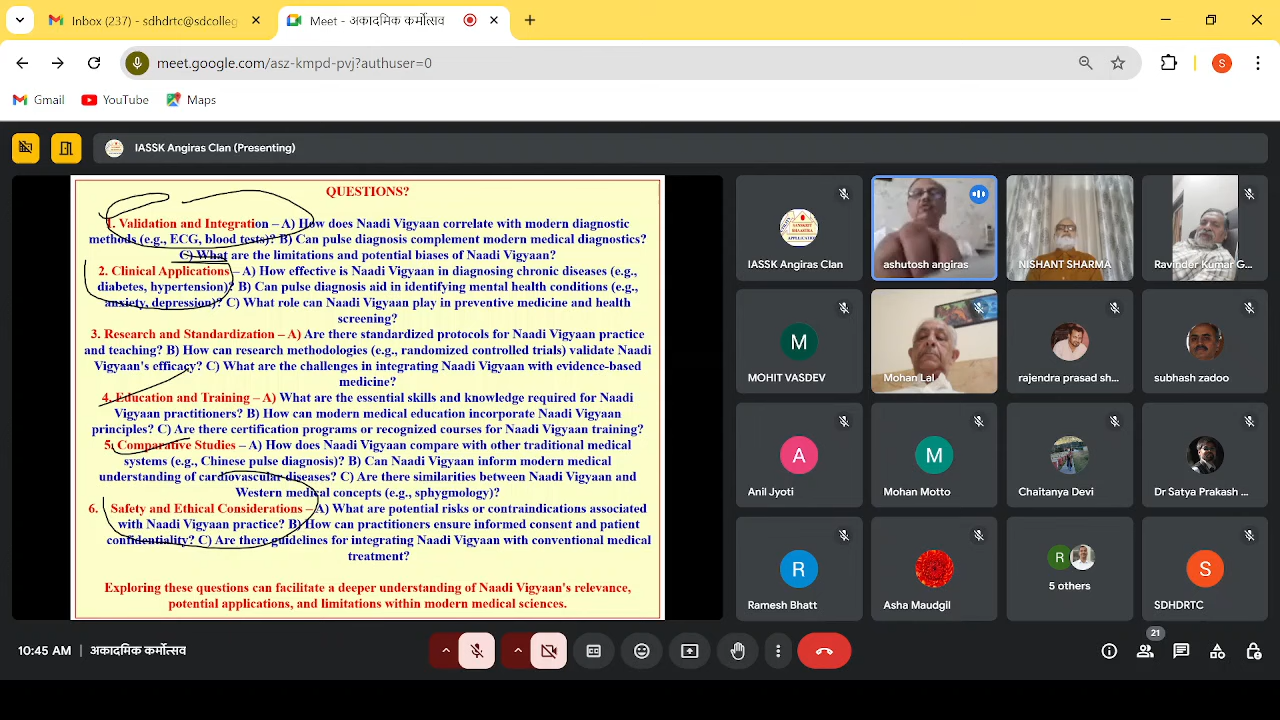 Inbox (237) - sdhdrtc@sdcolleg
Meet - अकादमिक कर्मोत्सव
meet.google.com/asz-kmpd-pvj?authuser=0
S
Gmail
YouTube
Maps
IASSK Angiras Clan (Presenting)
QUESTIONS?
1. Validation and Integration – A) How does Naadi Vigyaan correlate with modern diagnostic
methods (e.g., ECG, blood tests)? B) Can pulse diagnosis complement modern medical diagnostics?
C) What are the limitations and potential biases of Naadi Vigyaan?
2. Clinical Applications – A) How effective is Naadi Vigyaan in diagnosing chronic diseases (e.g.,
diabetes, hypertension)? B) Can pulse diagnosis aid in identifying mental health conditions (e.g.,
anxiety, depression)? C) What role can Naadi Vigyaan play in preventive medicine and health
screening?
3. Research and Standardization – A) Are there standardized protocols for Naadi Vigyaan practice
and teaching? B) How can research methodologies (e.g., randomized controlled trials) validate Naadi
Vigyaan's efficacy? C) What are the challenges in integrating Naadi Vigyaan with evidence-based
medicine?
4. Education and Training – A) What are the essential skills and knowledge required for Naadi
Vigyaan practitioners? B) How can modern medical education incorporate Naadi Vigyaan
principles? C) Are there certification programs or recognized courses for Naadi Vigyaan training?
5. Comparative Studies – A) How does Naadi Vigyaan compare with other traditional medical
systems (e.g., Chinese pulse diagnosis)? B) Can Naadi Vigyaan inform modern medical
understanding of cardiovascular diseases? C) Are there similarities between Naadi Vigyaan and
Western medical concepts (e.g., sphygmology)?
6. Safety and Ethical Considerations – A) What are potential risks or contraindications associated
with Naadi Vigyaan practice? B) How can practitioners ensure informed consent and patient
confidentiality? C) Are there guidelines for integrating Naadi Vigyaan with conventional medical
treatment?
Exploring these questions can facilitate a deeper understanding of Naadi Vigyaan's relevance,
potential applications, and limitations within modern medical sciences.
IASSK Angiras Clan
ashutosh angiras
NISHANT SHARMA
Ravinder Kumar G...
M
MOHIT VASDEV
Mohan Lal
rajendra prasad sh...
subhash zadoo
A
Anil Jyoti
M
Mohan Motto
Chaitanya Devi
Dr Satya Prakash ...
R
Ramesh Bhatt
Asha Maudgil
R
5 others
S
SDHDRTC
10:45 AM | अकादमिक कर्मोत्सव
21